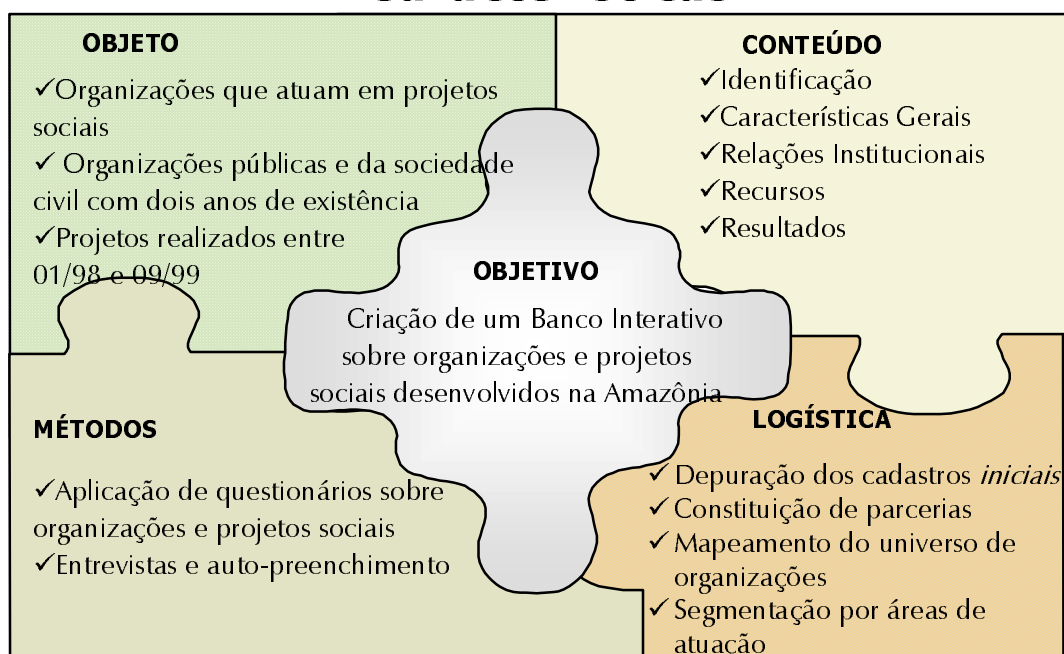 OBJETO
✓Organizações que atuam em projetos
sociais
✓ Organizações públicas e da sociedade
civil com dois anos de existência
✓Projetos realizados entre
01/98 e 09/99
CONTEÚDO
✓Identificação
✓Características Gerais
✓Relações Institucionais
✓Recursos
✓Resultados
OBJETIVO
Criação de um Banco Interativo
sobre organizações e projetos
sociais desenvolvidos na Amazônia
MÉTODOS
✓Aplicação de questionários sobre
organizações e projetos sociais
✓Entrevistas e auto-preenchimento
LOGÍSTICA
✓ Depuração dos cadastros iniciais
✓ Constituição de parcerias
✓ Mapeamento do universo de
organizações
✓ Segmentação por áreas de
atuação